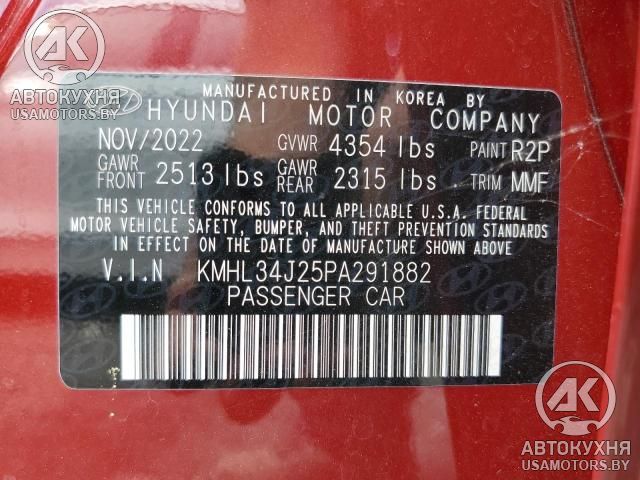 AK
АВТОКУХНЯ
USAMOTORS.BY
MANUFACTURED IN KOREA BY
HYUNDAI MOTOR COMPANY
NOV/2022 GVWR 4354 lbs PAINT R2P
GAWR FRONT 2513 lbs GAWR REAR 2315 lbs TRIM MMF
THIS VEHICLE CONFORMS TO ALL APPLICABLE U.S.A. FEDERAL
MOTOR VEHICLE SAFETY, BUMPER, AND THEFT PREVENTION STANDARDS
IN EFFECT ON THE DATE OF MANUFACTURE SHOWN ABOVE.
V.I.N KMHL34J25PA291882
PASSENGER CAR
AK
АВТОКУХНЯ
USAMOTORS.BY